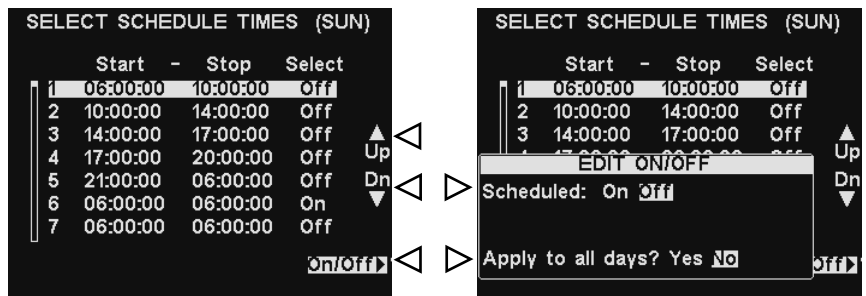 SELECT SCHEDULE TIMES (SUN)
Start - Stop Select
1 06:00:00 10:00:00 Off
2 10:00:00 14:00:00 Off
3 14:00:00 17:00:00 Off
4 17:00:00 20:00:00 Off
5 21:00:00 06:00:00 Off
6 06:00:00 06:00:00 On
7 06:00:00 06:00:00 Off
Up
Dn
On/Off
SELECT SCHEDULE TIMES (SUN)
Start - Stop Select
1 06:00:00 10:00:00 Off
2 10:00:00 14:00:00 Off
3 14:00:00 17:00:00 Off
Up
Dn
EDIT ON/OFF
Scheduled: On Off
Apply to all days? Yes No
Off